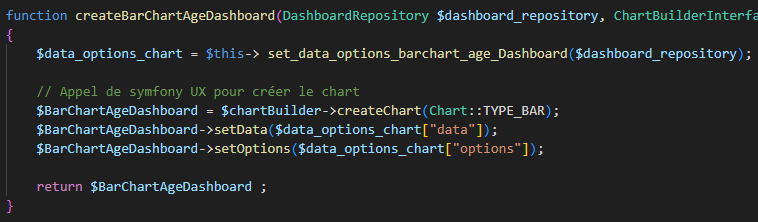 function createBarChartAgeDashboard(DashboardRepository $dashboard_repository, ChartBuilderInterfa
{
$data_options_chart = $this-> set_data_options_barchart_age_Dashboard($dashboard_repository);
// Appel de symfony UX pour créer le chart
$BarChartAgeDashboard = $chartBuilder->createChart(Chart::TYPE_BAR);
$BarChartAgeDashboard->setData($data_options_chart["data"]);
$BarChartAgeDashboard->setOptions($data_options_chart["options"]);
return $BarChartAgeDashboard ;
}